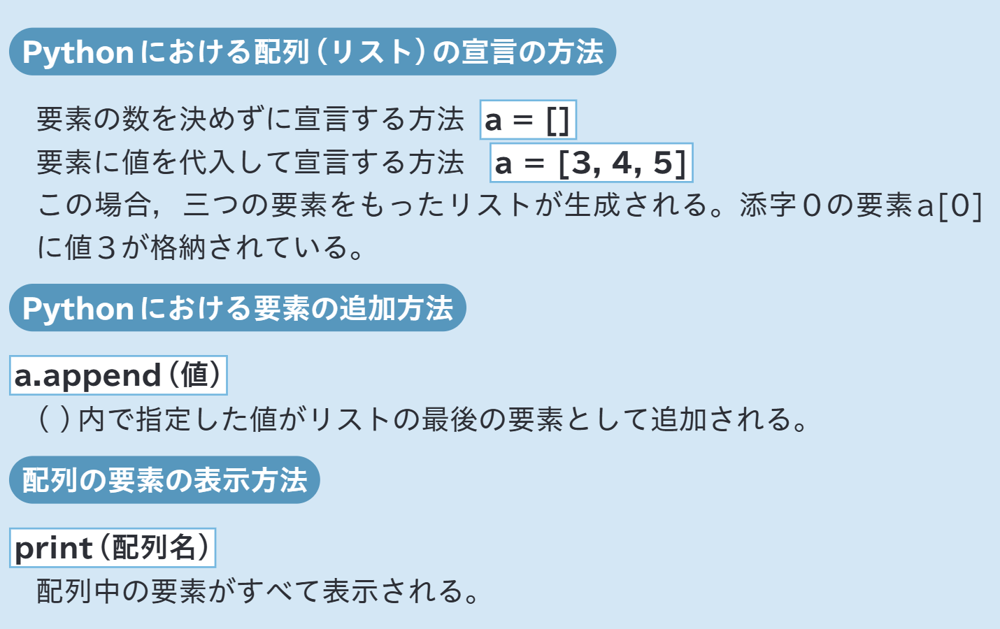 Pythonにおける配列（リスト）の宣言の方法
要素の数を決めずに宣言する方法 a = []
要素に値を代入して宣言する方法 a = [3, 4, 5]
この場合，三つの要素をもったリストが生成される。添字０の要素a[0]
に値３が格納されている。
Pythonにおける要素の追加方法
a.append（値）
（ ）内で指定した値がリストの最後の要素として追加される。
配列の要素の表示方法
print（配列名）
配列中の要素がすべて表示される。